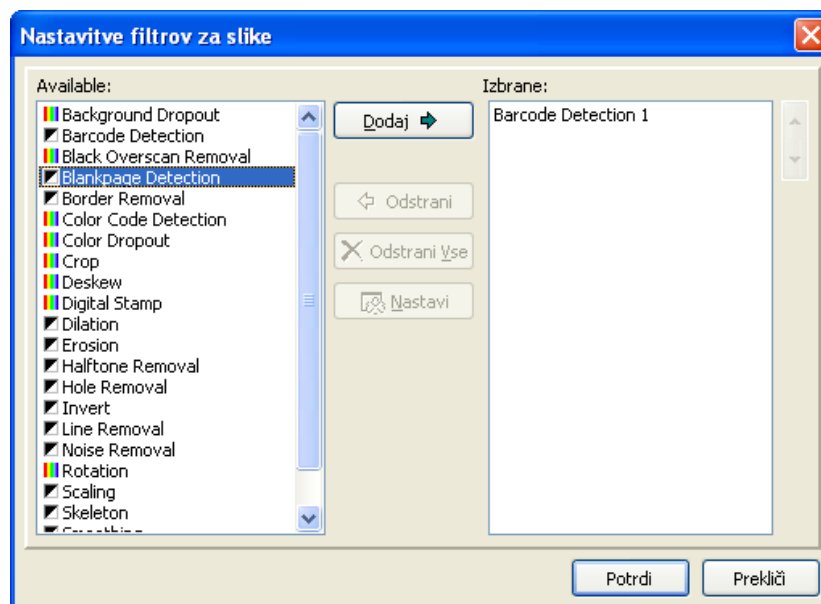 Nastavitve filtrov za slike
Available:
Background Dropout
Barcode Detection
Black Overscan Removal
Blankpage Detection
Border Removal
Color Code Detection
Color Dropout
Crop
Deskew
Digital Stamp
Dilation
Erosion
Halftone Removal
Hole Removal
Invert
Line Removal
Noise Removal
Rotation
Scaling
Skeleton
Dodaj
Odstrani
Odstrani Vse
Nastavi
Izbrane:
Barcode Detection 1
Potrdi
Prekliči